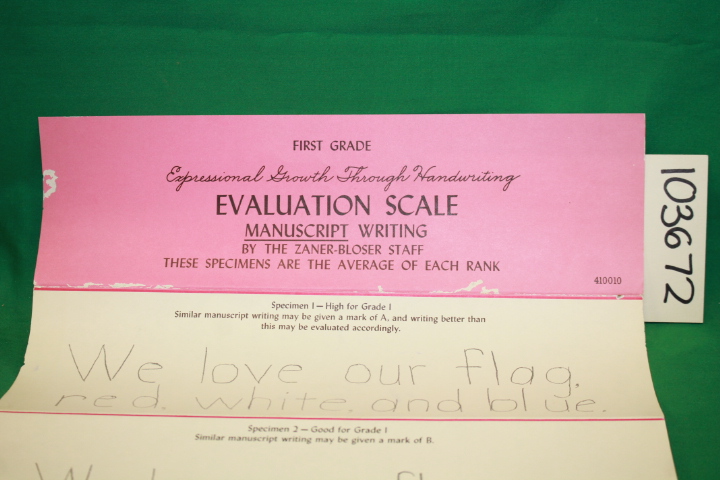 FIRST GRADE
Expressional Growth Through Handwriting
EVALUATION SCALE
MANUSCRIPT WRITING
BY THE ZANER-BLOSER STAFF
THESE SPECIMENS ARE THE AVERAGE OF EACH RANK
410010
103672
Specimen 1—High for Grade 1
Similar manuscript writing may be given a mark of A, and writing better than
this may be evaluated accordingly.
We love our flag,
red, white, and blue.
Specimen 2—Good for Grade 1
Similar manuscript writing may be given a mark of B.